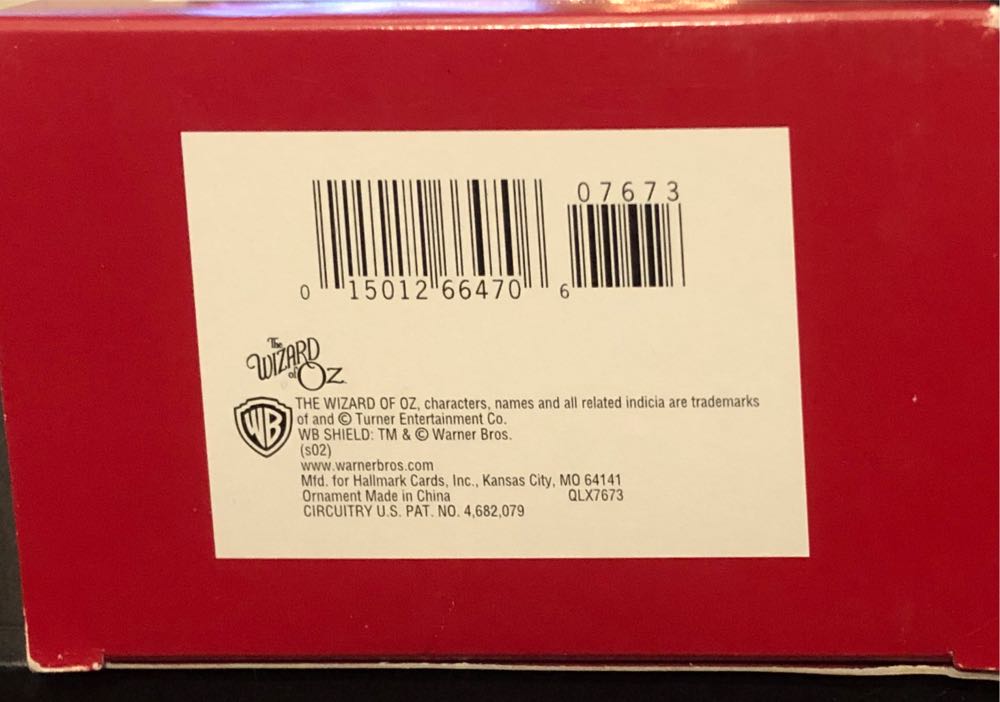 07673
0 15012 66470 6
The
WIZARD
of OZ
WB
THE WIZARD OF OZ, characters, names and all related indicia are trademarks
of and © Turner Entertainment Co.
WB SHIELD: TM & © Warner Bros.
(s02)
www.warnerbros.com
Mfd. for Hallmark Cards, Inc., Kansas City, MO 64141
Ornament Made in China QLX7673
CIRCUITRY U.S. PAT. NO. 4,682,079